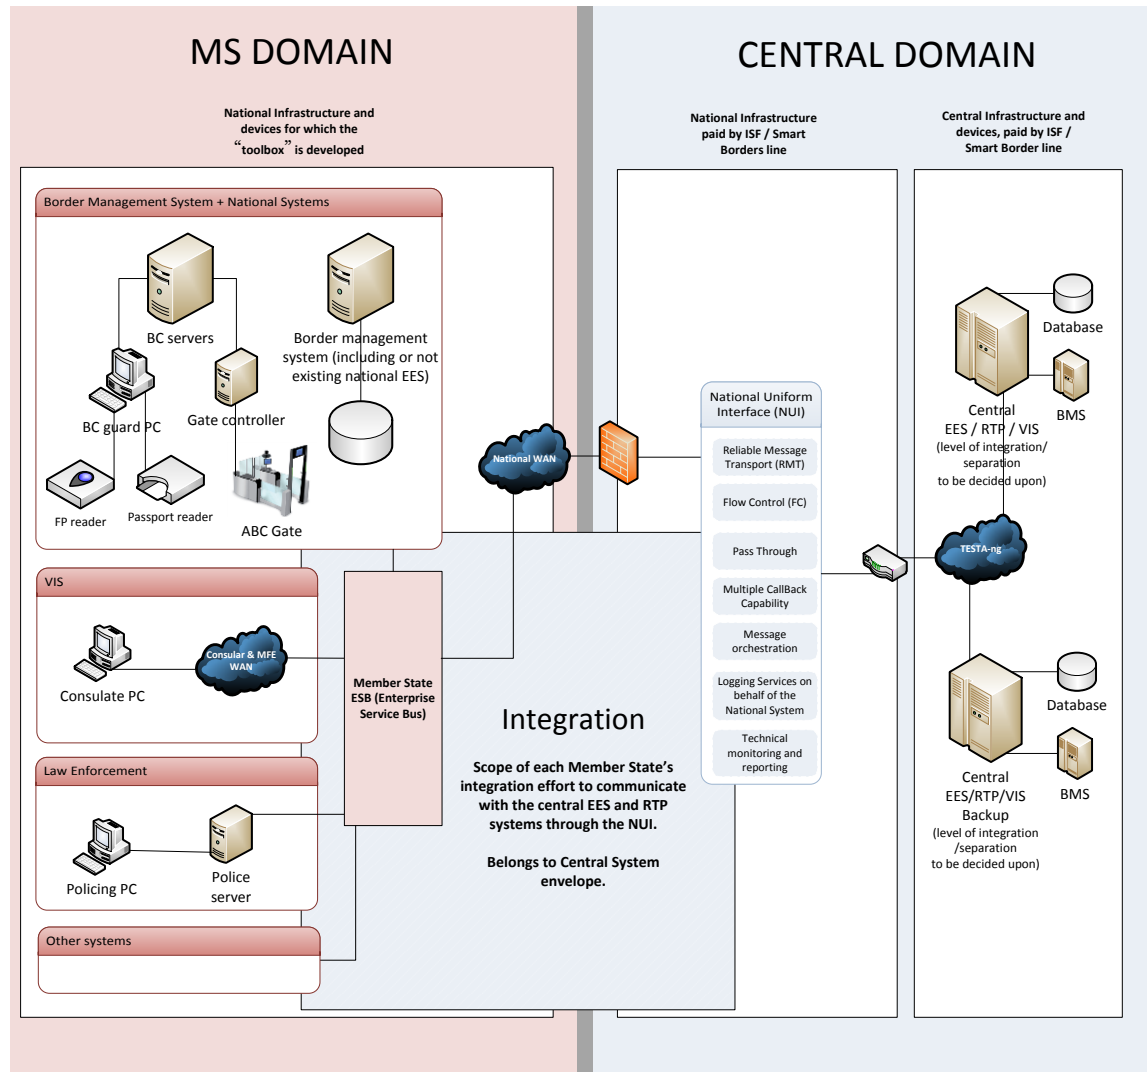 MS DOMAIN
CENTRAL DOMAIN
National Infrastructure and
devices for which the
“toolbox” is developed
National Infrastructure
paid by ISF / Smart
Borders line
Central Infrastructure and
devices, paid by ISF /
Smart Border line
Border Management System + National Systems
BC servers
Border management
system (including or not
existing national EES)
BC guard PC
Gate controller
FP reader
Passport reader
ABC Gate
VIS
Consulate PC
Consular & MFE
WAN
Law Enforcement
Policing PC
Police
server
Other systems
Member State
ESB (Enterprise
Service Bus)
National WAN
Integration
Scope of each Member State’s
integration effort to communicate
with the central EES and RTP
systems through the NUI.
Belongs to Central System
envelope.
National Uniform
Interface (NUI)
Reliable Message
Transport (RMT)
Flow Control (FC)
Pass Through
Multiple CallBack
Capability
Message
orchestration
Logging Services on
behalf of the
National System
Technical
monitoring and
reporting
Database
BMS
Central
EES / RTP / VIS
(level of integration/
separation
to be decided upon)
TESTA-ng
Database
BMS
Central
EES/RTP/VIS
Backup
(level of integration
/separation
to be decided upon)